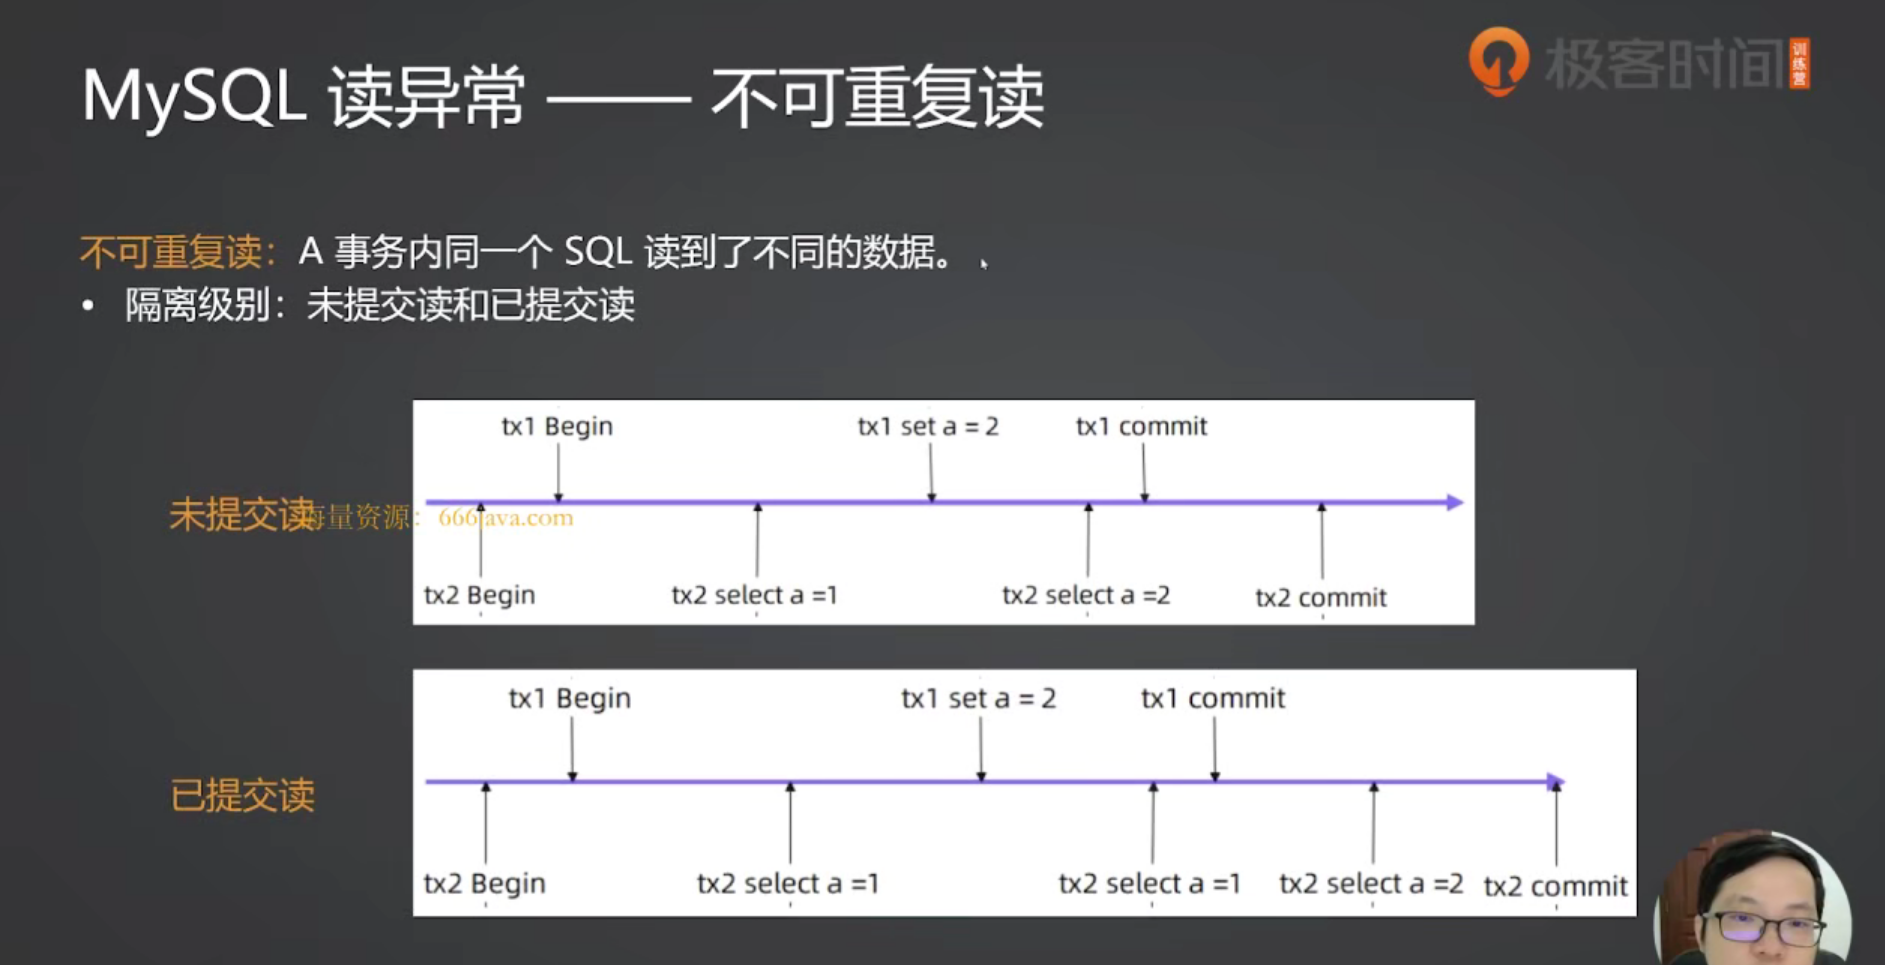 MySQL 读异常 —— 不可重复读
极客时间
训练营
不可重复读：A 事务内同一个 SQL 读到了不同的数据。
• 隔离级别：未提交读和已提交读
未提交读
海量资源：666java.com
tx1 Begin
tx1 set a = 2
tx1 commit
tx2 Begin
tx2 select a =1
tx2 select a =2
tx2 commit
已提交读
tx1 Begin
tx1 set a = 2
tx1 commit
tx2 Begin
tx2 select a =1
tx2 select a =1
tx2 select a =2
tx2 commit